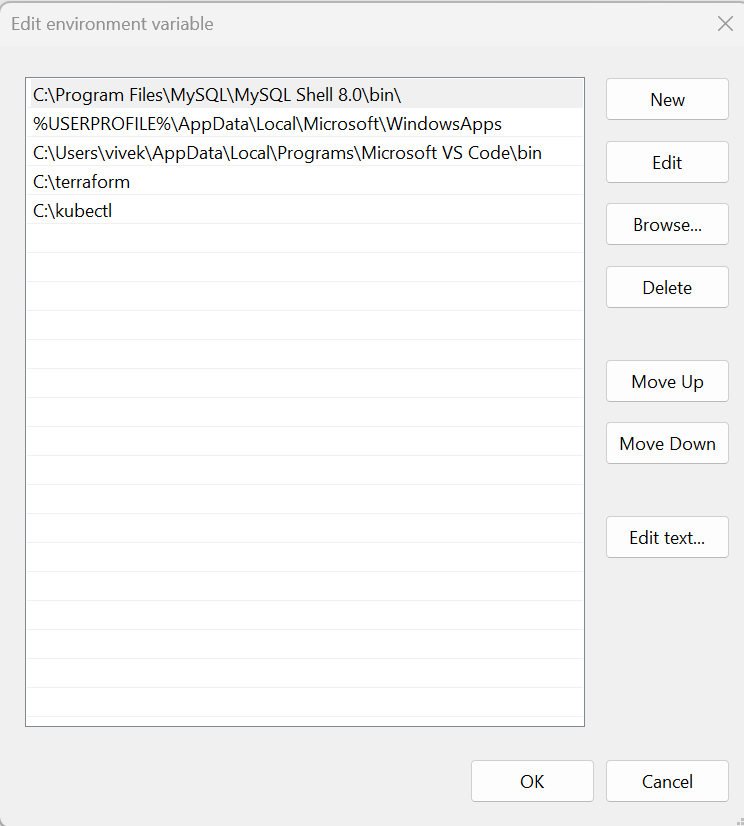 Edit environment variable
C:\Program Files\MySQL\MySQL Shell 8.0\bin\
%USERPROFILE%\AppData\Local\Microsoft\WindowsApps
C:\Users\vivek\AppData\Local\Programs\Microsoft VS Code\bin
C:\terraform
C:\kubectl
New
Edit
Browse...
Delete
Move Up
Move Down
Edit text...
OK
Cancel